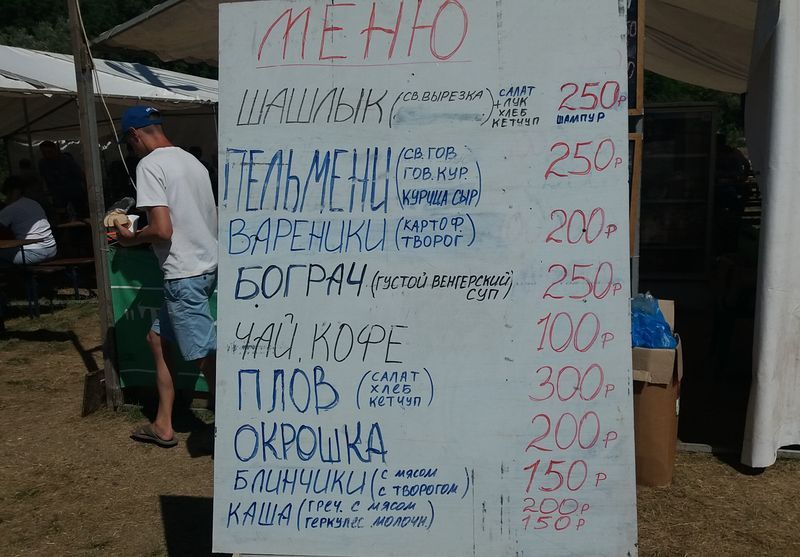 МЕНЮ
ШАШЛЫК (СВ. ВЫРЕЗКА) САЛАТ 250Р
+ЛУК
ХЛЕБ
КЕТЧУП
ШАМПУР
ПЕЛЬМЕНИ (СВ. ГОВ. 250Р
ГОВ. КУР.
КУРИЦА СЫР)
ВАРЕНИКИ (КАРТОФ. 200Р
ТВОРОГ)
БОГРАЧ (ГУСТОЙ ВЕНГЕРСКИЙ 250Р
СУП)
ЧАЙ, КОФЕ 100Р
ПЛОВ (САЛАТ 300Р
ХЛЕБ
КЕТЧУП)
ОКРОШКА 200Р
БЛИНЧИКИ (С МЯСОМ 150Р
С ТВОРОГОМ)
КАША (ГРЕЧ. С МЯСОМ 200Р
ГЕРКУЛЕС. МОЛОЧН.) 150Р